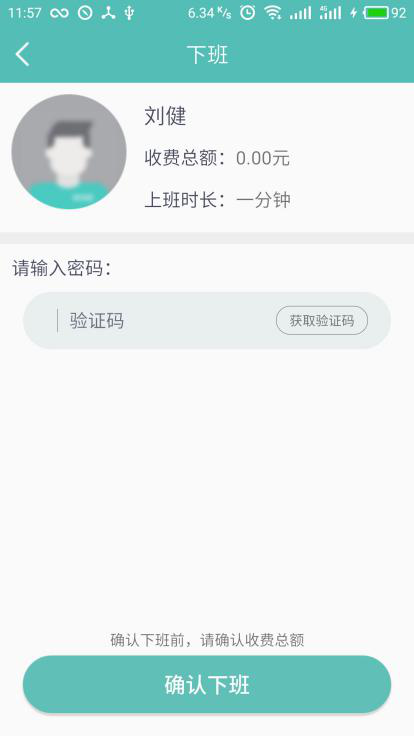 11:57 6.34 K/s 4G 92
下班
刘健
收费总额：0.00元
上班时长：一分钟
请输入密码：
验证码 获取验证码
确认下班前，请确认收费总额
确认下班